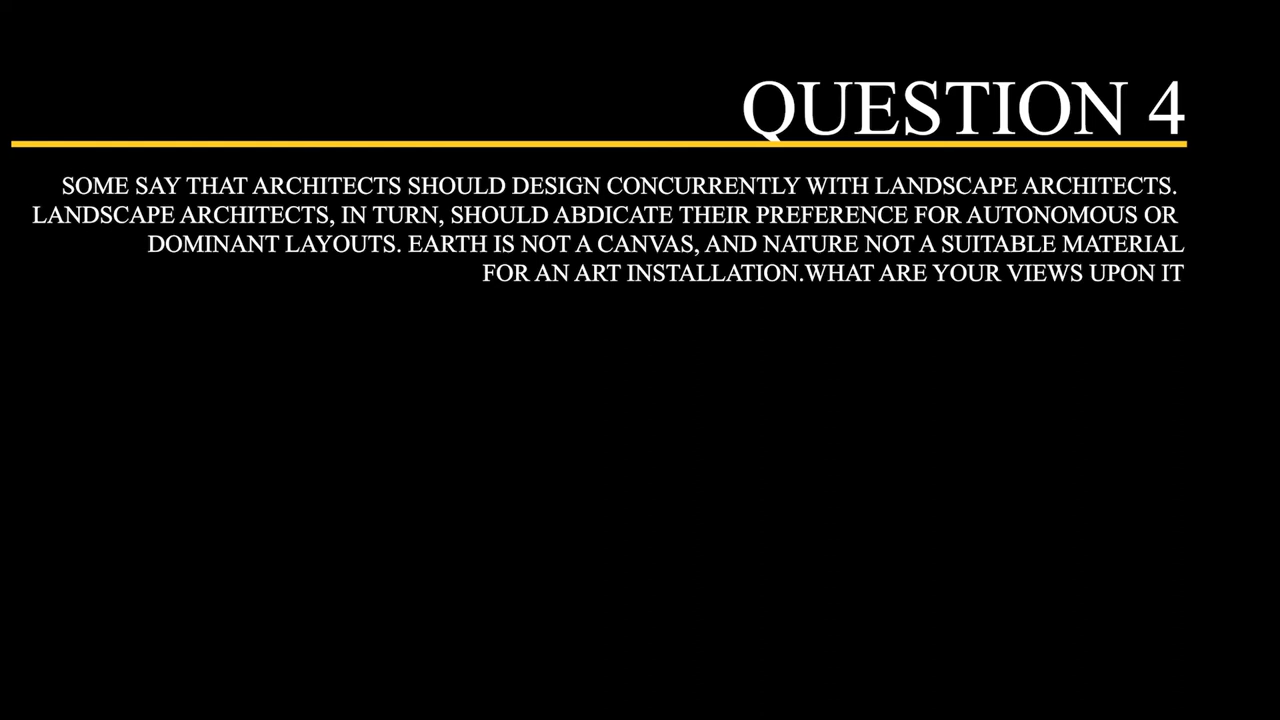 QUESTION 4
SOME SAY THAT ARCHITECTS SHOULD DESIGN CONCURRENTLY WITH LANDSCAPE ARCHITECTS.
LANDSCAPE ARCHITECTS, IN TURN, SHOULD ABDICATE THEIR PREFERENCE FOR AUTONOMOUS OR
DOMINANT LAYOUTS. EARTH IS NOT A CANVAS, AND NATURE NOT A SUITABLE MATERIAL
FOR AN ART INSTALLATION.WHAT ARE YOUR VIEWS UPON IT